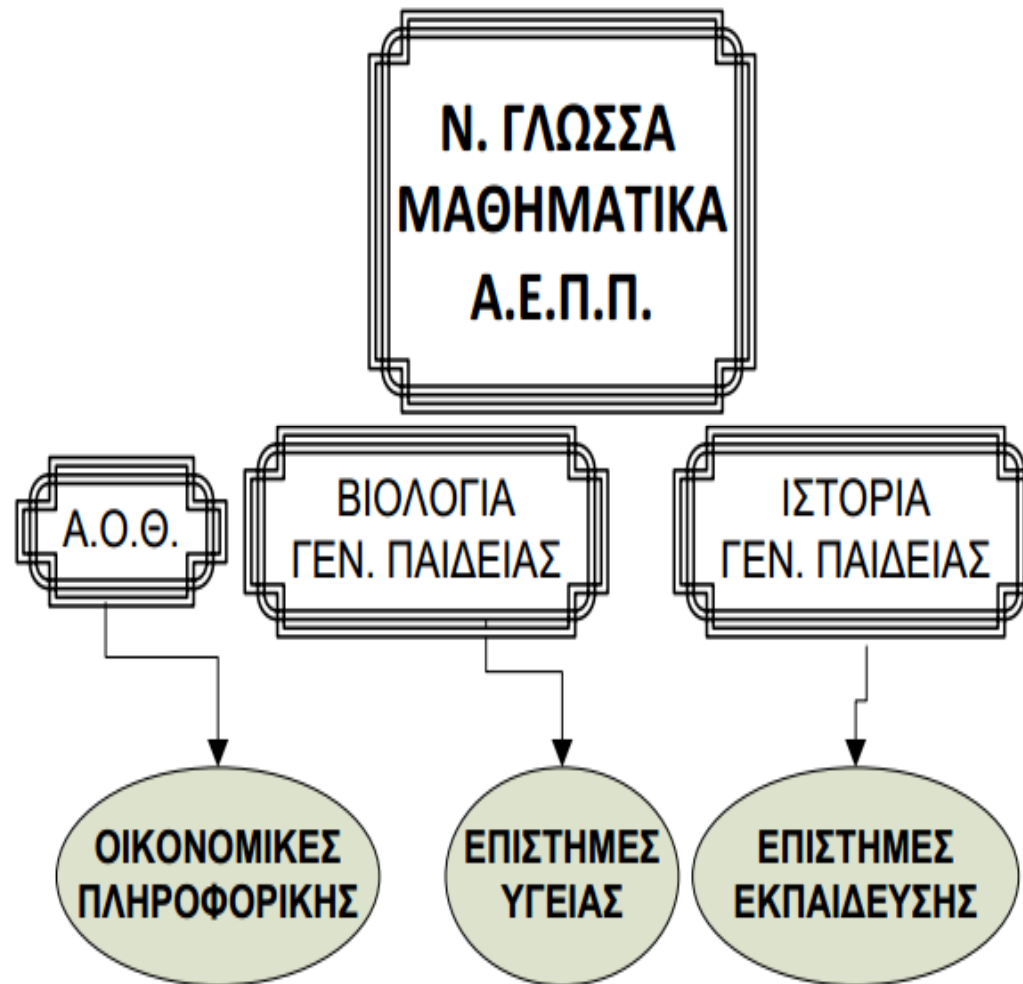 Ν. ΓΛΩΣΣΑ
ΜΑΘΗΜΑΤΙΚΑ
Α.Ε.Π.Π.
Α.Ο.Θ.
ΒΙΟΛΟΓΙΑ
ΓΕΝ. ΠΑΙΔΕΙΑΣ
ΙΣΤΟΡΙΑ
ΓΕΝ. ΠΑΙΔΕΙΑΣ
ΟΙΚΟΝΟΜΙΚΕΣ
ΠΛΗΡΟΦΟΡΙΚΗΣ
ΕΠΙΣΤΗΜΕΣ
ΥΓΕΙΑΣ
ΕΠΙΣΤΗΜΕΣ
ΕΚΠΑΙΔΕΥΣΗΣ